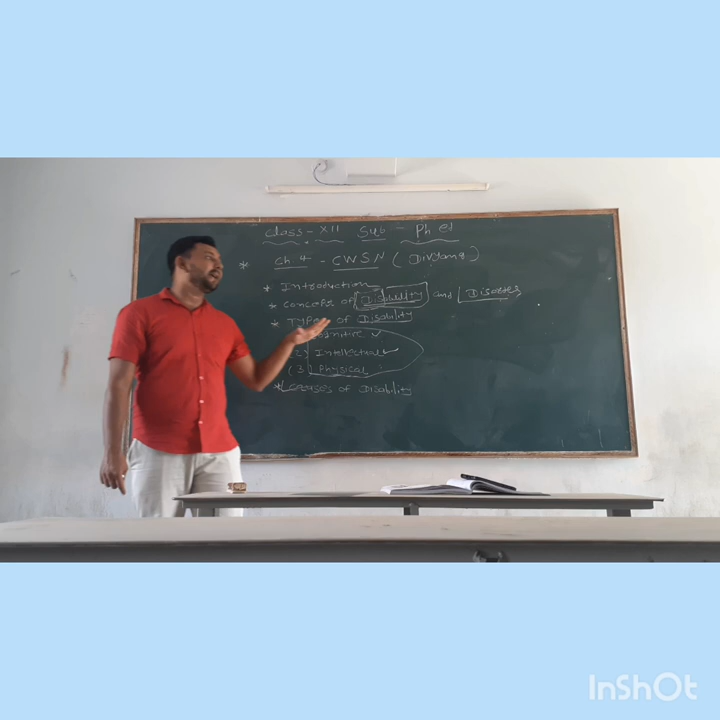 Class - XII Sub - Ph ed
* Ch 4 - CWSN (Divyang)
* Introduction
* Concept of Disability and Disorder
* Types of Disability
Cognitive ✓
2) Intellectual ✓
(3) Physical
* Causes of Disability
InShOt